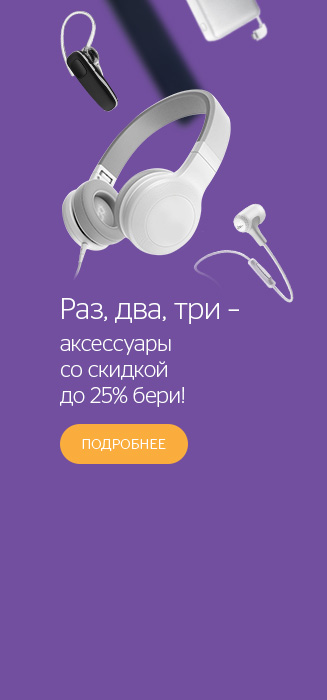 Раз, два, три -
аксессуары
со скидкой
до 25% бери!
ПОДРОБНЕЕ